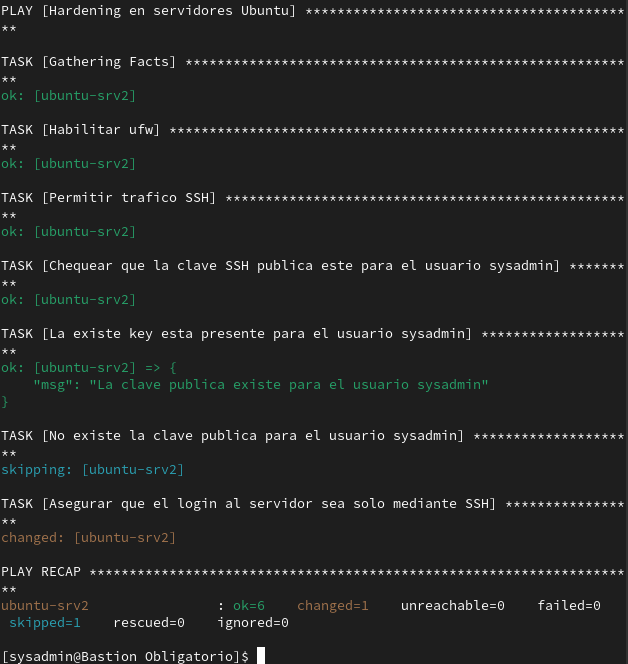 PLAY [Hardening en servidores Ubuntu] ****************************************
**
TASK [Gathering Facts] *******************************************************
**
ok: [ubuntu-srv2]
TASK [Habilitar ufw] *********************************************************
**
ok: [ubuntu-srv2]
TASK [Permitir trafico SSH] **************************************************
**
ok: [ubuntu-srv2]
TASK [Chequear que la clave SSH publica este para el usuario sysadmin] *******
**
ok: [ubuntu-srv2]
TASK [La existe key esta presente para el usuario sysadmin] ******************
**
ok: [ubuntu-srv2] => {
    "msg": "La clave publica existe para el usuario sysadmin"
}
TASK [No existe la clave publica para el usuario sysadmin] *******************
**
skipping: [ubuntu-srv2]
TASK [Asegurar que el login al servidor sea solo mediante SSH] ***************
**
changed: [ubuntu-srv2]
PLAY RECAP *******************************************************************
**
ubuntu-srv2                : ok=6    changed=1    unreachable=0    failed=0
 skipped=1    rescued=0    ignored=0
[sysadmin@Bastion Obligatorio]$